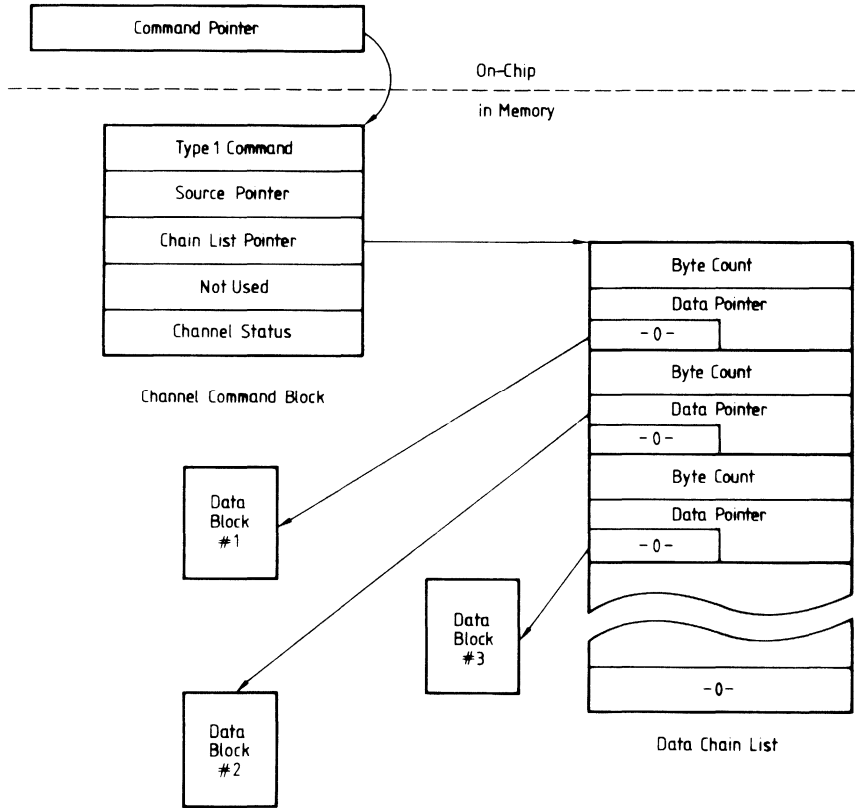 Command Pointer
On-Chip
in Memory
Type 1 Command
Source Pointer
Chain List Pointer
Not Used
Channel Status
Channel Command Block
Byte Count
Data Pointer
-0-
Byte Count
Data Pointer
-0-
Byte Count
Data Pointer
-0-
-0-
Data Chain List
Data
Block
#1
Data
Block
#3
Data
Block
#2